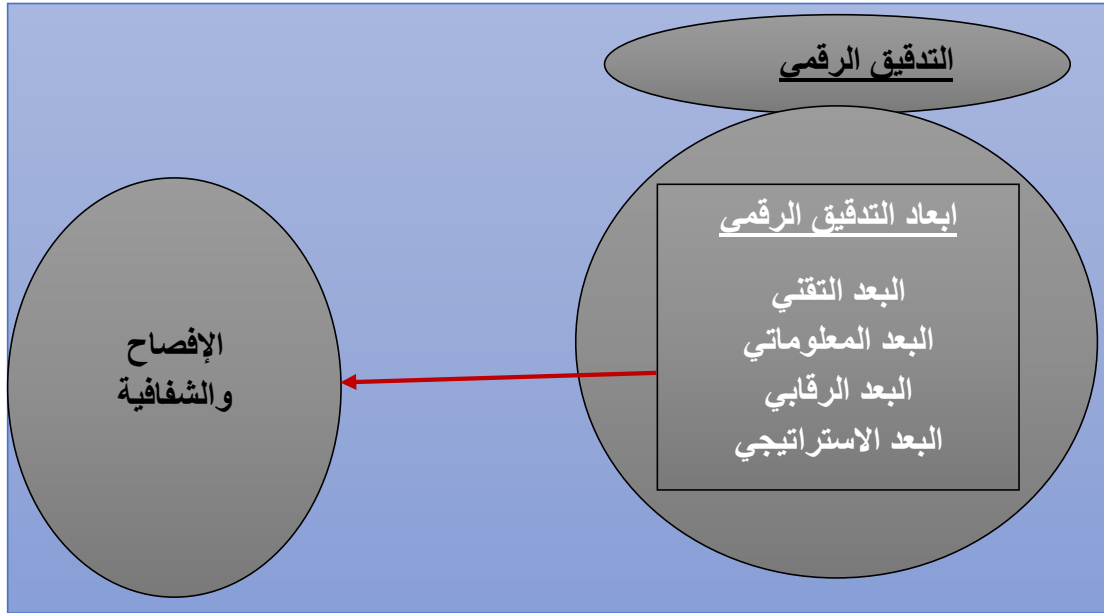 التدقيق الرقمي
ابعاد التدقيق الرقمي
البعد التقني
البعد المعلوماتي
البعد الرقابي
البعد الاستراتيجي
الإفصاح
والشفافية